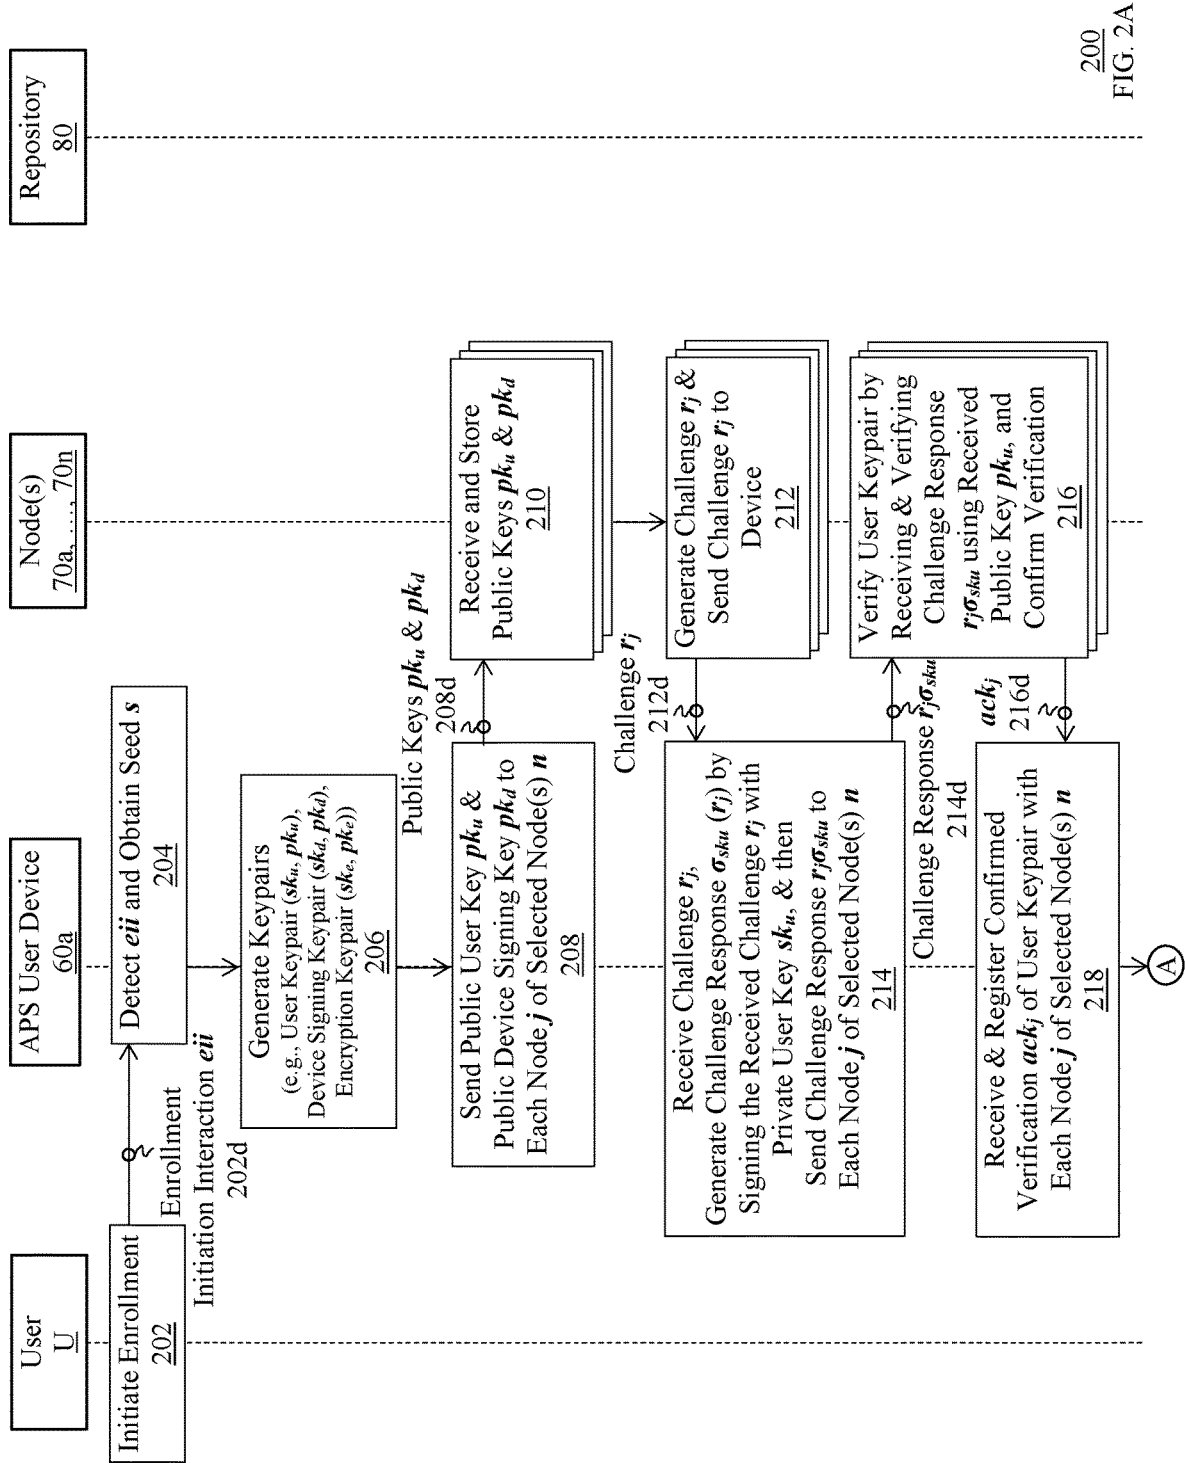 User
U
APS User Device
60a
Node(s)
70a, …, 70n
Repository
80
Initiate Enrollment
202
Enrollment
Initiation Interaction eii
202d
Detect eii and Obtain Seed s
204
Generate Keypairs
(e.g., User Keypair (sku, pku),
Device Signing Keypair (skd, pkd),
Encryption Keypair (ske, pke))
206
Public Keys pku & pkd
208d
Send Public User Key pku &
Public Device Signing Key pkd to
Each Node j of Selected Node(s) n
208
Receive and Store
Public Keys pku & pkd
210
Challenge rj
212d
Generate Challenge rj &
Send Challenge rj to
Device
212
Receive Challenge rj,
Generate Challenge Response σsku (rj) by
Signing the Received Challenge rj with
Private User Key sku, & then
Send Challenge Response rjσsku to
Each Node j of Selected Node(s) n
214
Challenge Response rjσsku
214d
Verify User Keypair by
Receiving & Verifying
Challenge Response
rjσsku using Received
Public Key pku, and
Confirm Verification
216
ackj
216d
Receive & Register Confirmed
Verification ackj of User Keypair with
Each Node j of Selected Node(s) n
218
A
200
FIG. 2A